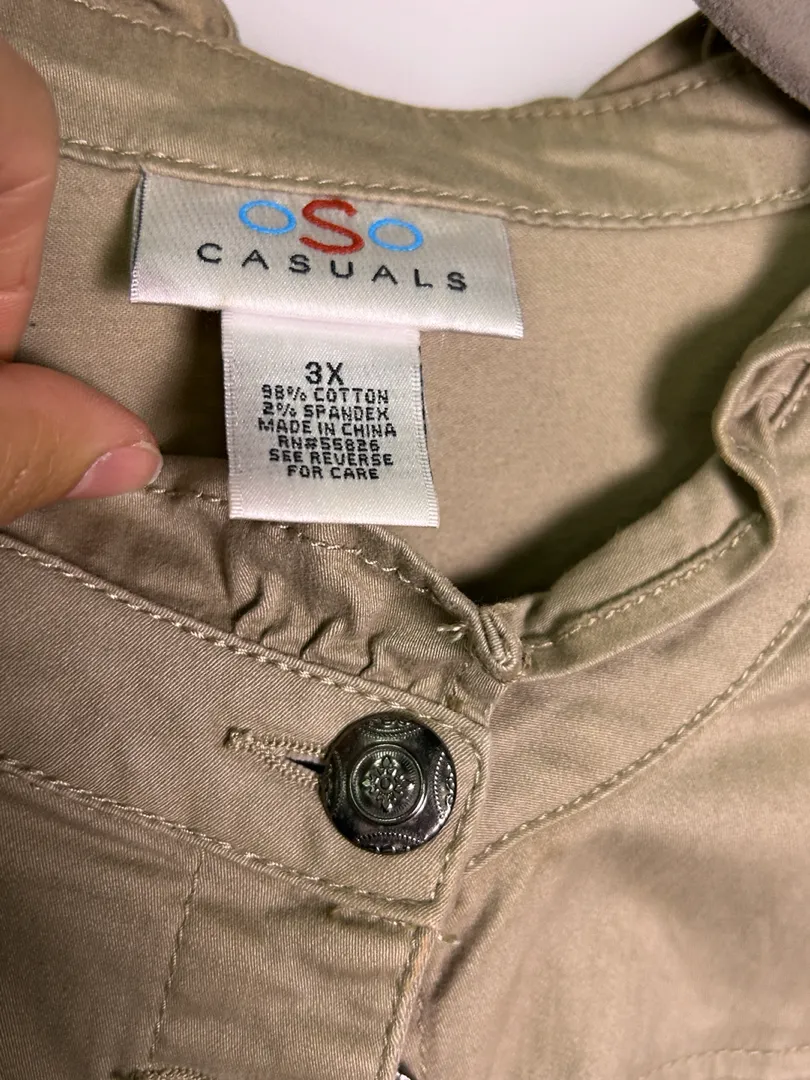 oSo
CASUALS
3X
98% COTTON
2% SPANDEX
MADE IN CHINA
RN#55826
SEE REVERSE
FOR CARE